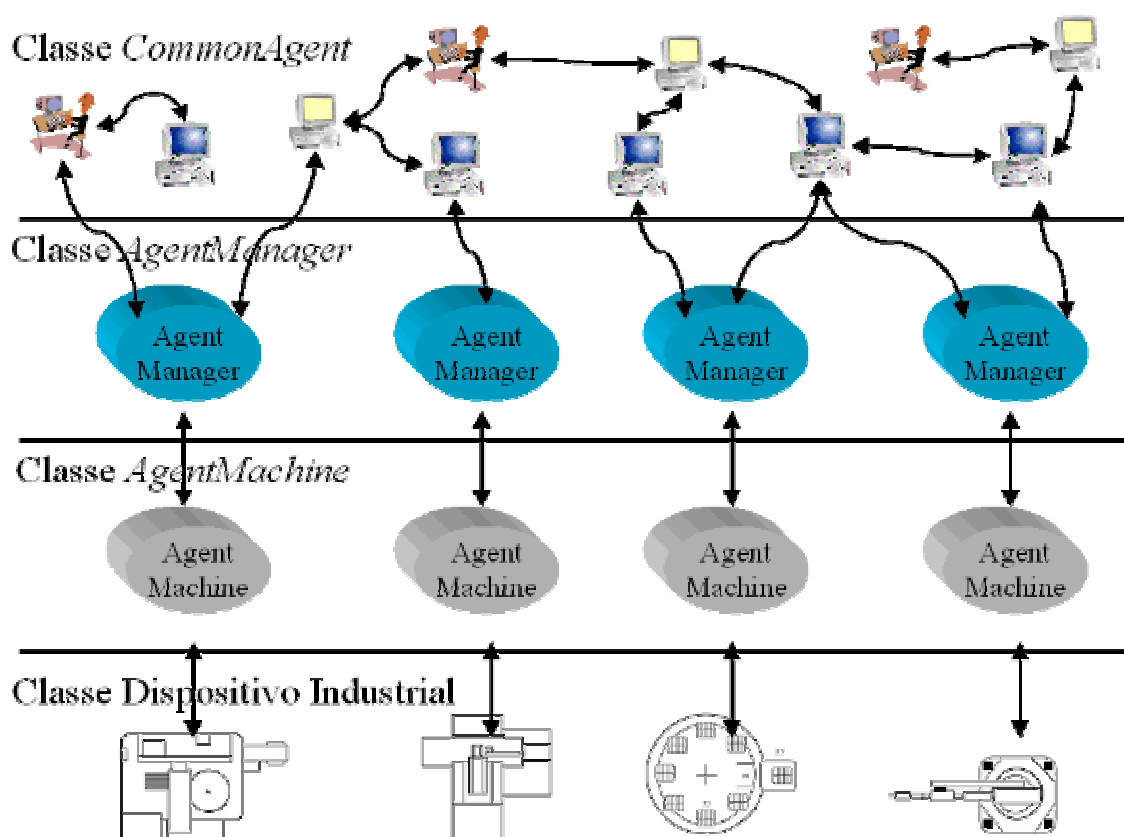 Classe CommonAgent
Classe AgentManager
Agent
Manager
Agent
Manager
Agent
Manager
Agent
Manager
Classe AgentMachine
Agent
Machine
Agent
Machine
Agent
Machine
Agent
Machine
Classe Dispositivo Industrial